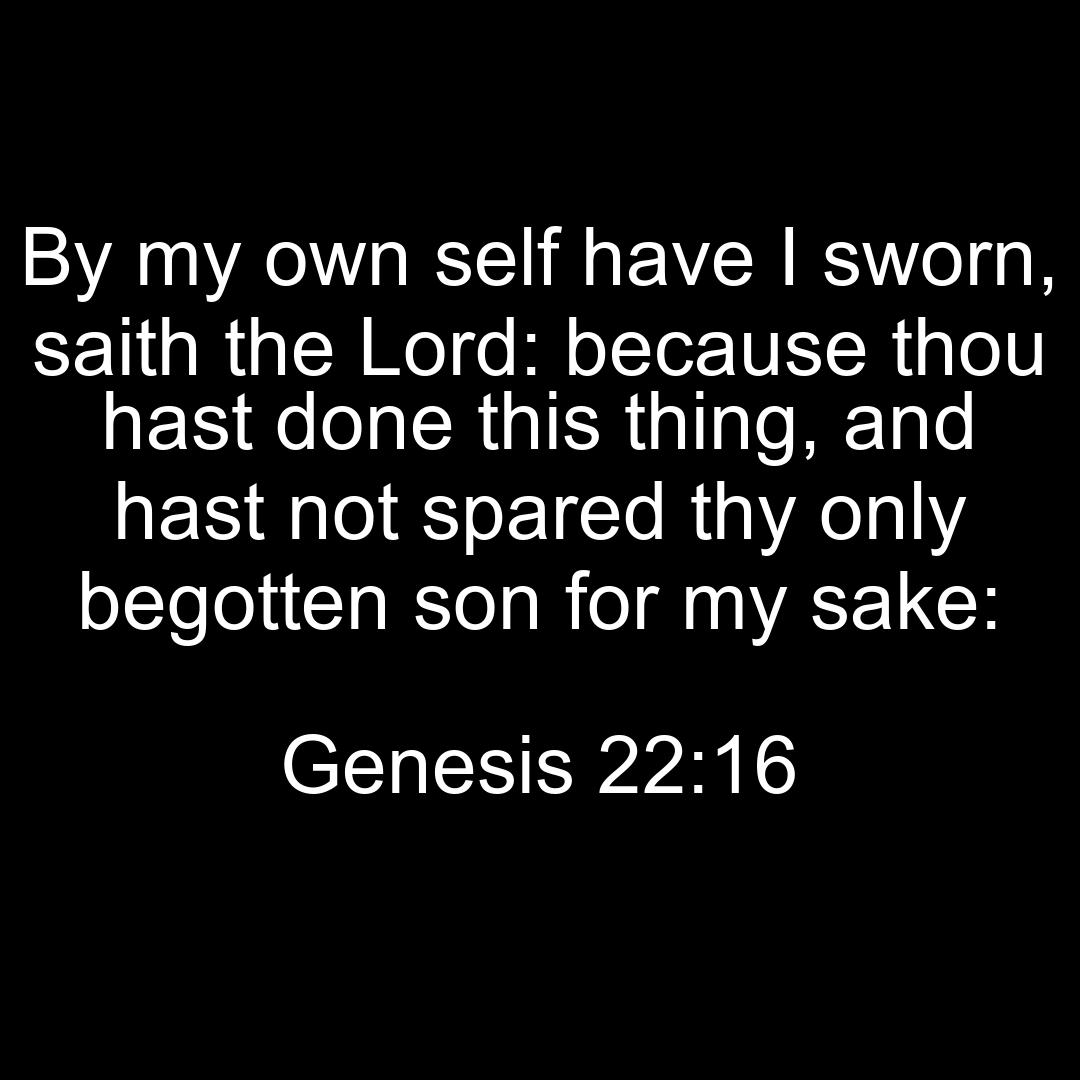 By my own self have I sworn,
saith the Lord: because thou
hast done this thing, and
hast not spared thy only
begotten son for my sake:
Genesis 22:16